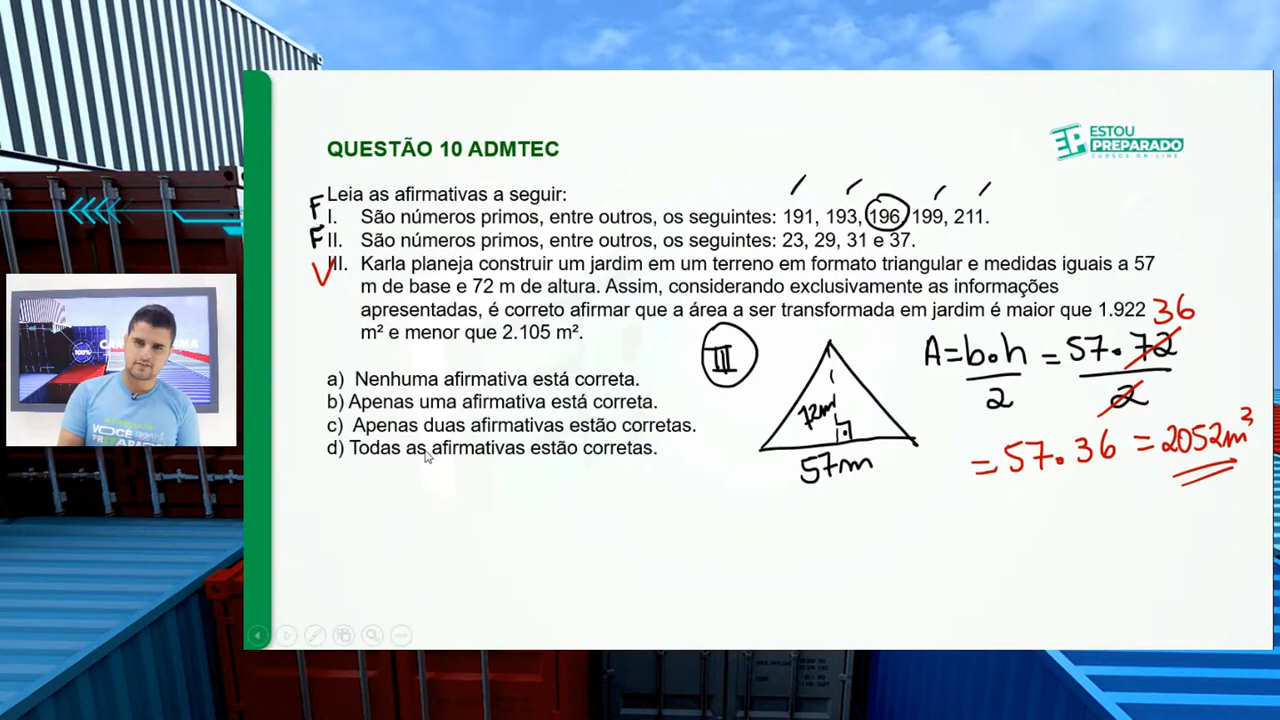 QUESTÃO 10 ADMTEC
ESTOU
PREPARADO
CURSOS ON-LINE
Leia as afirmativas a seguir:
F I. São números primos, entre outros, os seguintes: 191, 193, 196, 199, 211.
F II. São números primos, entre outros, os seguintes: 23, 29, 31 e 37.
V III. Karla planeja construir um jardim em um terreno em formato triangular e medidas iguais a 57
m de base e 72 m de altura. Assim, considerando exclusivamente as informações
apresentadas, é correto afirmar que a área a ser transformada em jardim é maior que 1.922
m² e menor que 2.105 m².
a) Nenhuma afirmativa está correta.
b) Apenas uma afirmativa está correta.
c) Apenas duas afirmativas estão corretas.
d) Todas as afirmativas estão corretas.
III
72m
57m
36
A=b.h = 57.72
2 2
= 57.36 = 2052m³
100%
VOCÊ